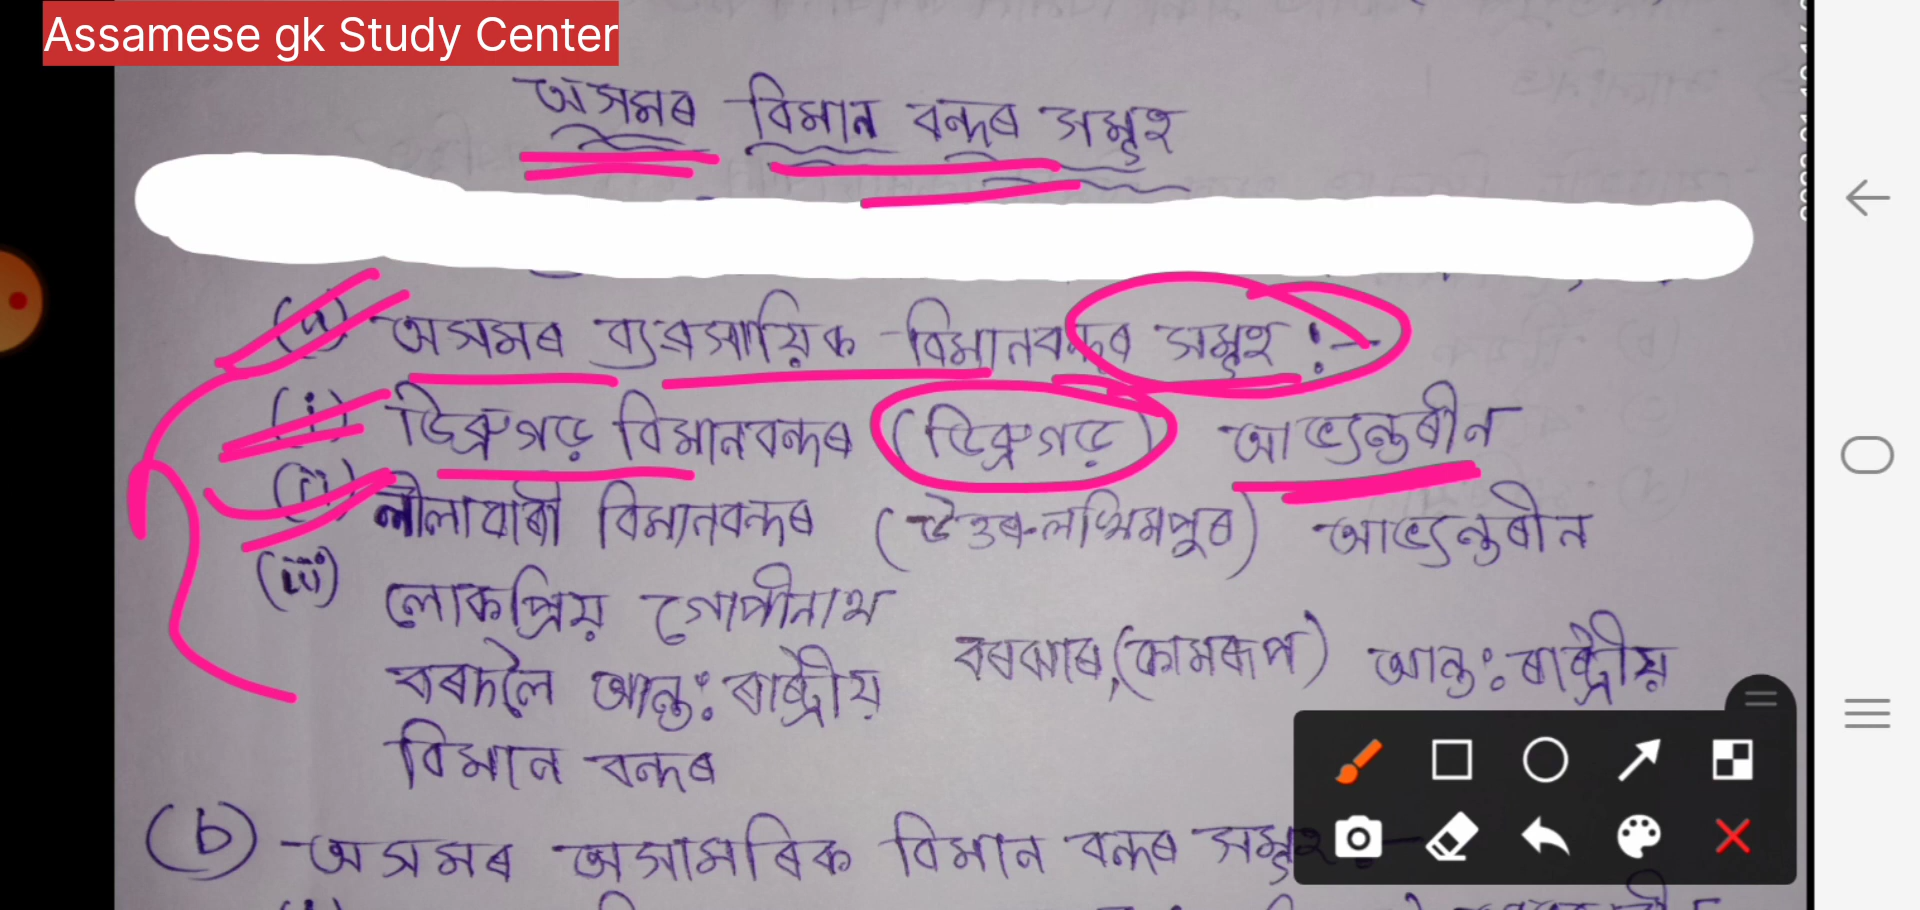 Assamese gk Study Center
অসমৰ বিমান বন্দৰ সমূহ
(a) অসমৰ ব্যৱসায়িক বিমানবন্দৰ সমূহ :-
(i) ডিব্ৰুগড় বিমানবন্দৰ (ডিব্ৰুগড়) আভ্যন্তৰীন
(ii) লীলাবাৰী বিমানবন্দৰ (উত্তৰ-লখিমপুৰ) আভ্যন্তৰীন
(iii) লোকপ্ৰিয় গোপীনাথ
বৰদলৈ আন্ত:ৰাষ্ট্ৰীয় বৰঝাৰ,(কামৰূপ) আন্ত:ৰাষ্ট্ৰীয়
বিমান বন্দৰ
(b) অসমৰ অসামৰিক বিমান বন্দৰ সমূহ